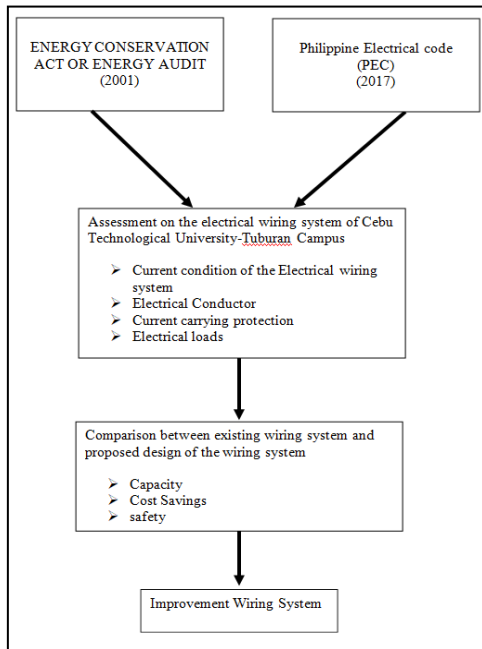 ENERGY CONSERVATION
ACT OR ENERGY AUDIT
(2001)
Philippine Electrical code
(PEC)
(2017)
Assessment on the electrical wiring system of Cebu
Technological University-Tuburan Campus
➢ Current condition of the Electrical wiring
system
➢ Electrical Conductor
➢ Current carrying protection
➢ Electrical loads
Comparison between existing wiring system and
proposed design of the wiring system
➢ Capacity
➢ Cost Savings
➢ safety
Improvement Wiring System